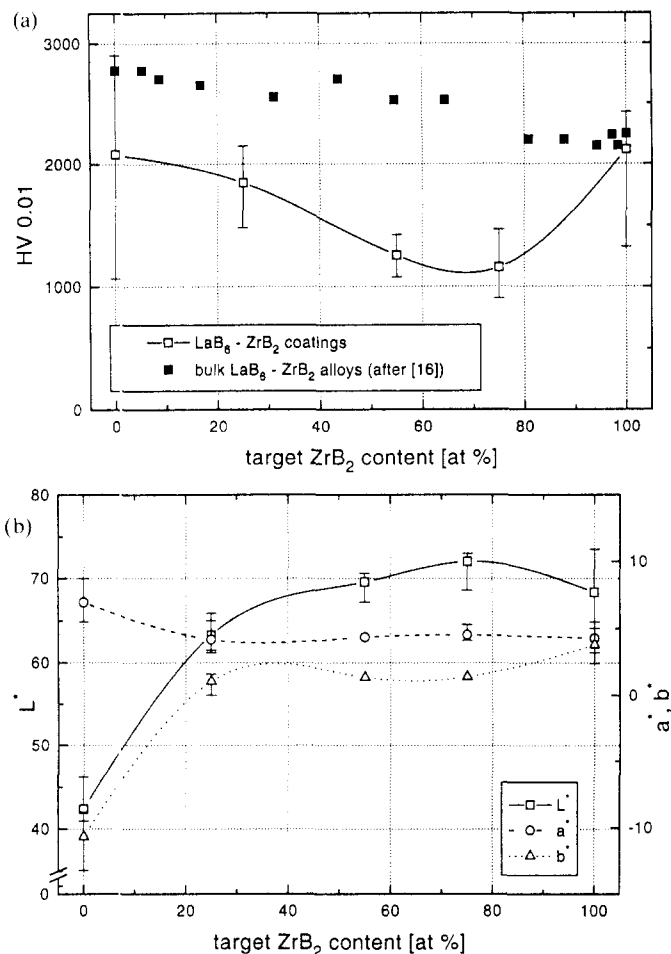 (a)
3000
2000
1000
0
HV 0.01
LaB₆ - ZrB₂ coatings
bulk LaB₆ - ZrB₂ alloys (after [16])
0 20 40 60 80 100
target ZrB₂ content [at %]
(b)
80
70
60
50
40
0
L*
10
0
-10
a*, b*
L*
a*
b*
0 20 40 60 80 100
target ZrB₂ content [at %]